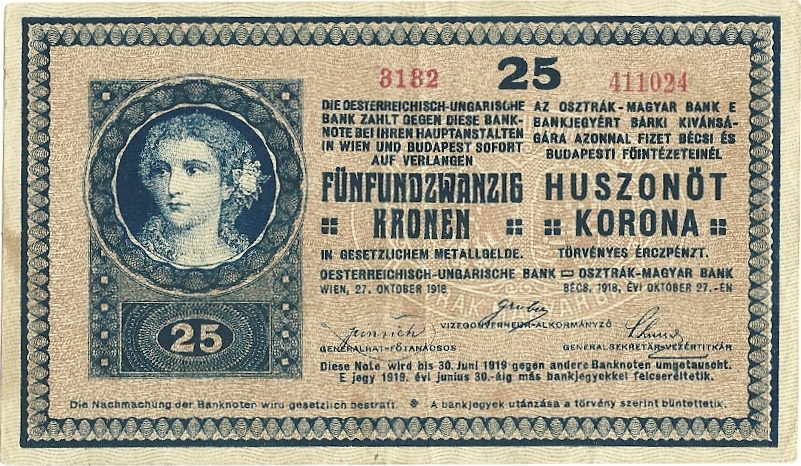 3132 25 411024
DIE OESTERREICHISCH-UNGARISCHE
BANK ZAHLT GEGEN DIESE BANK-
NOTE BEI IHREN HAUPTANSTALTEN
IN WIEN UND BUDAPEST SOFORT
AUF VERLANGEN
FÜNFUNDZWANZIG
KRONEN
IN GESETZLICHEM METALLGELDE.
AZ OSZTRÁK-MAGYAR BANK E
BANKJEGYÉRT BÁRKI KIVÁNSÁ-
GÁRA AZONNAL FIZET BÉCSI ÉS
BUDAPESTI FŐINTÉZETEINÉL
HUSZONÖT
KORONA
TÖRVÉNYES ÉRCZPÉNZT.
OESTERREICHISCH-UNGARISCHE BANK OSZTRÁK-MAGYAR BANK
WIEN, 27. OKTOBER 1918 BÉCS, 1918, ÉVI OKTÓBER 27.-ÉN
VIZEGOUVERNEUR-ALKORMÁNYZÓ
GENERALRAT-FŐTANÁCSOS GENERALSEKRETÄR-VEZÉRTITKÁR
Diese Note wird bis 30. Juni 1919 gegen andere Banknoten umgetauscht.
E jegy 1919. évi junius 30.-áig más bankjegyekkel felcseréltetik.
25
Die Nachmachung der Banknoten wird gesetzlich bestraft. A bankjegyek utánzása a törvény szerint büntettetik.